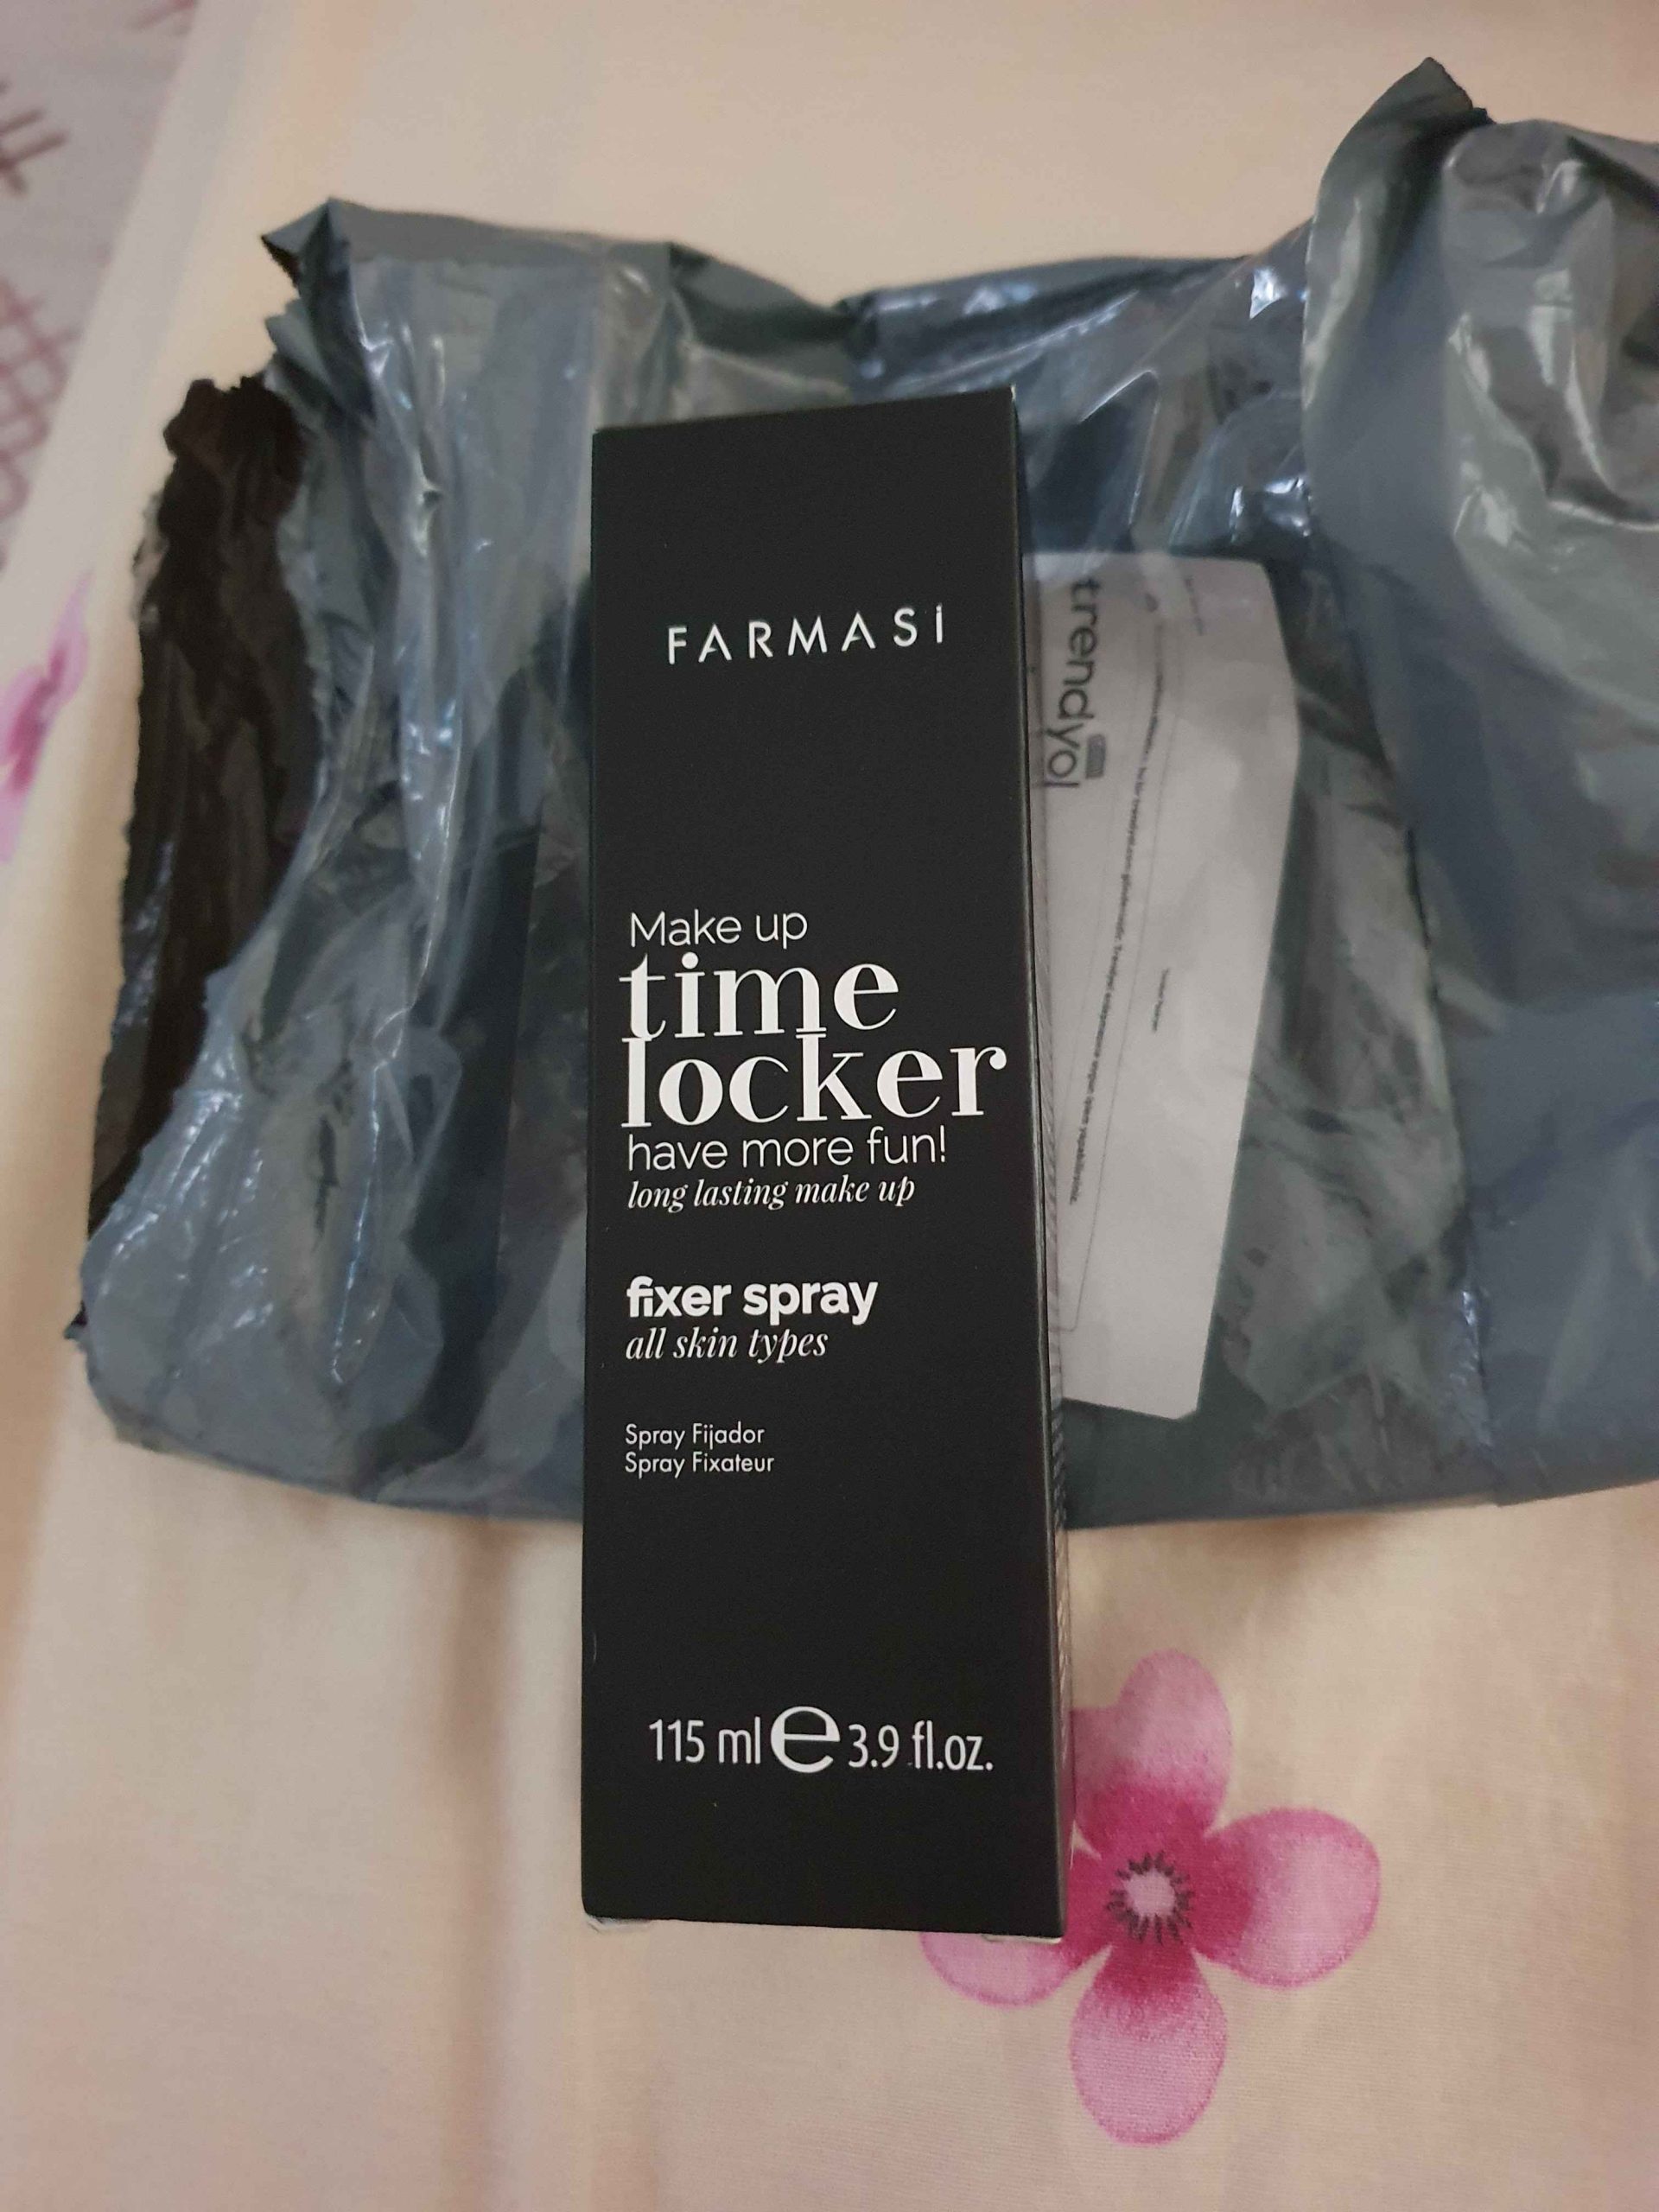 FARMASİ
Make up
time
locker
have more fun!
long lasting make up
fixer spray
all skin types
Spray Fijador
Spray Fixateur
115 ml ℮ 3.9 fl.oz.
trendyol